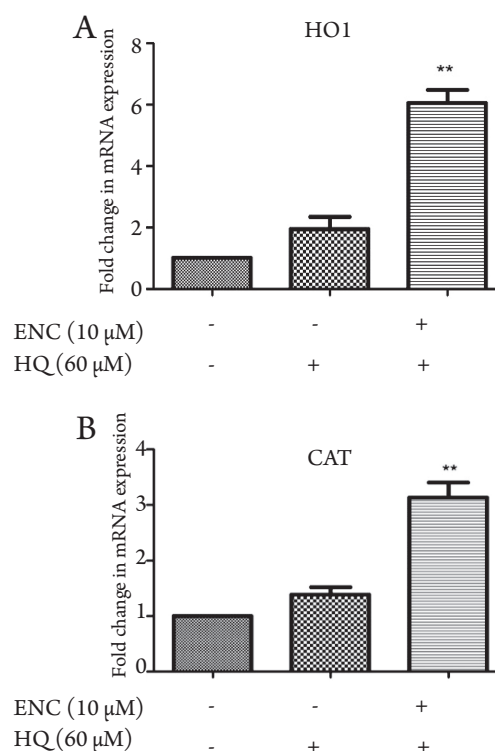 A
HO1
Fold change in mRNA expression
8
6
4
2
0
**
ENC (10 µM) - - +
HQ (60 µM) - + +
B
CAT
Fold change in mRNA expression
4
3
2
1
0
**
ENC (10 µM) - - +
HQ (60 µM) - + +